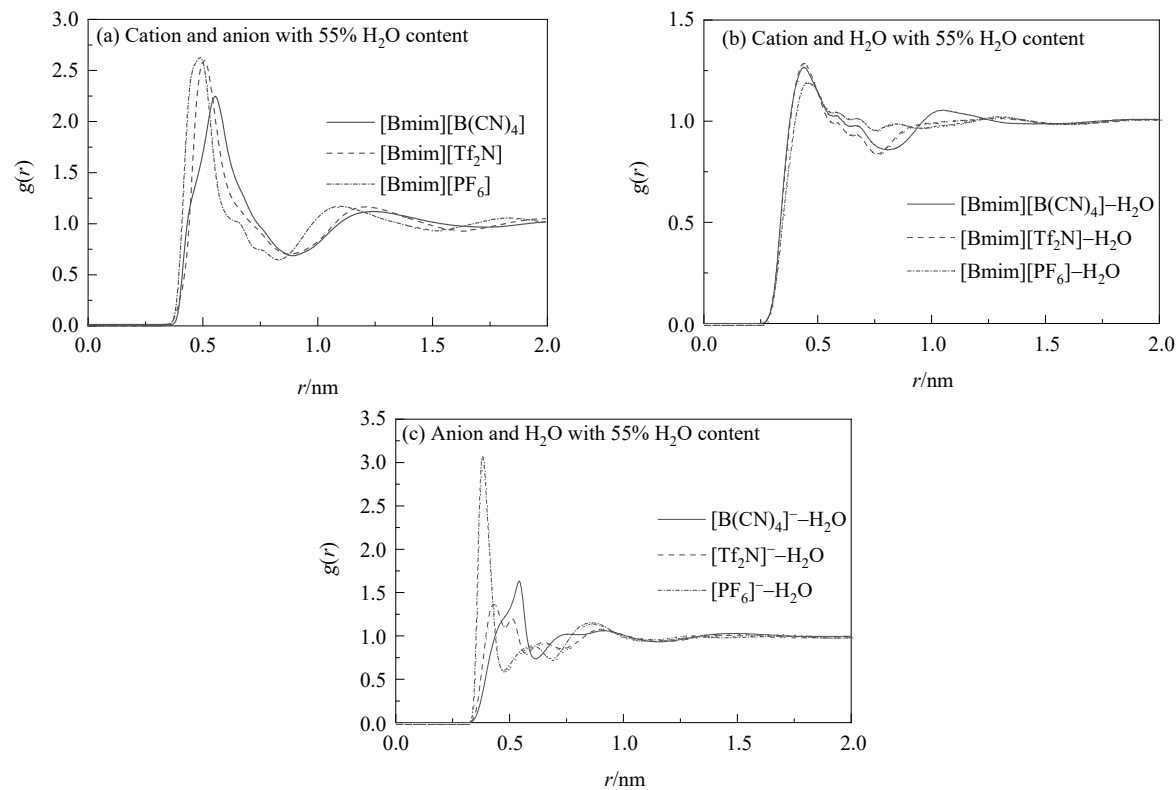 (a) Cation and anion with 55% H₂O content
3.0
2.5
2.0
1.5
1.0
0.5
0.0
g(r)
[Bmim][B(CN)₄]
[Bmim][Tf₂N]
[Bmim][PF₆]
0.0 0.5 1.0 1.5 2.0
r/nm
(b) Cation and H₂O with 55% H₂O content
1.5
1.0
0.5
0
g(r)
[Bmim][B(CN)₄]–H₂O
[Bmim][Tf₂N]–H₂O
[Bmim][PF₆]–H₂O
0.0 0.5 1.0 1.5 2.0
r/nm
(c) Anion and H₂O with 55% H₂O content
3.5
3.0
2.5
2.0
1.5
1.0
0.5
0.0
g(r)
[B(CN)₄]⁻–H₂O
[Tf₂N]⁻–H₂O
[PF₆]⁻–H₂O
0.0 0.5 1.0 1.5 2.0
r/nm